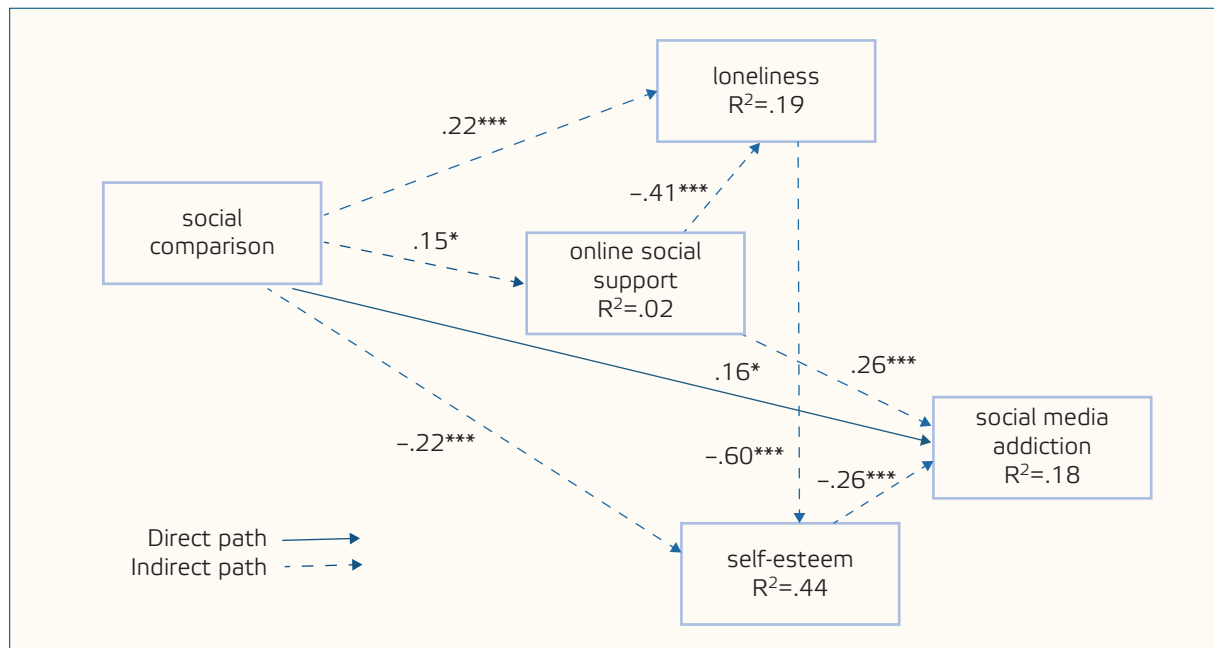 loneliness
R²=.19
.22***
–.41***
social
comparison
.15*
online social
support
R²=.02
.16*
.26***
social media
addiction
R²=.18
–.22***
–.60***
–.26***
self-esteem
R²=.44
Direct path
Indirect path